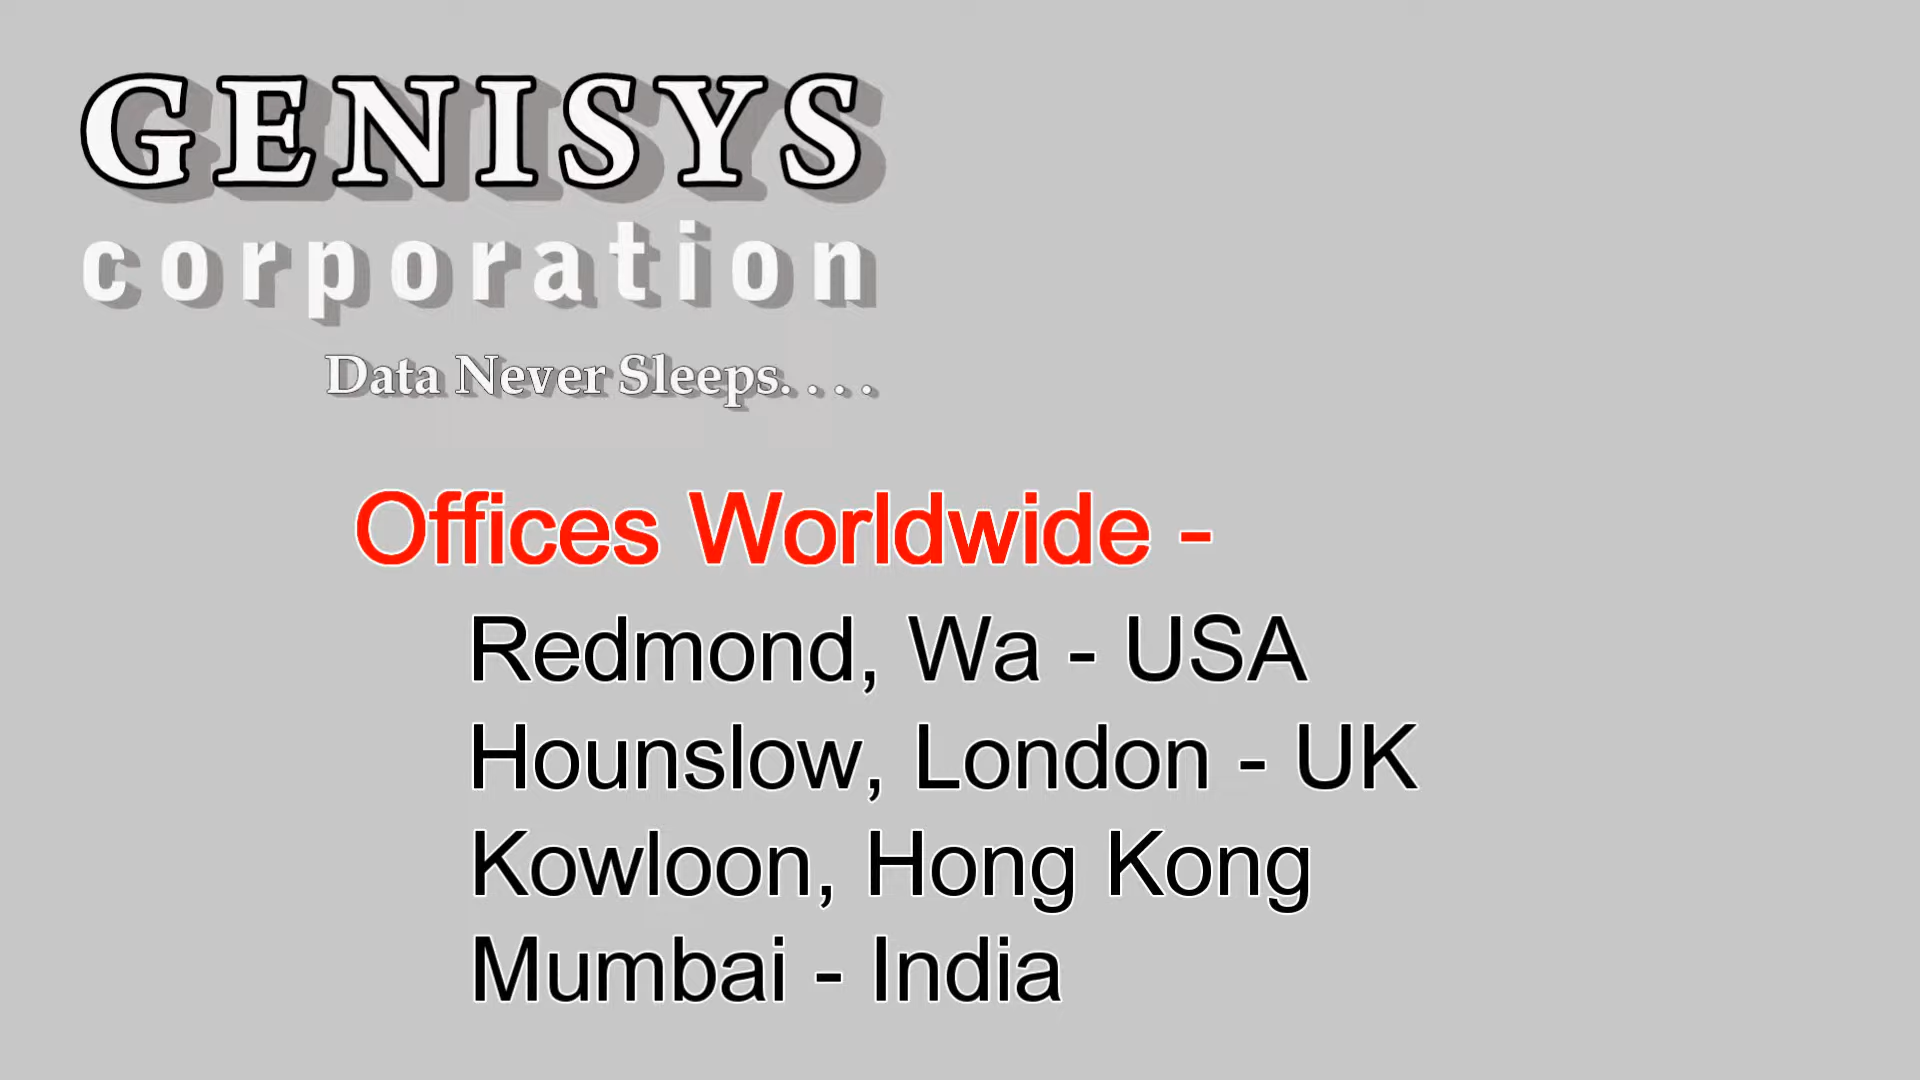 GENISYS
corporation
Data Never Sleeps. . . .
Offices Worldwide -
Redmond, Wa - USA
Hounslow, London - UK
Kowloon, Hong Kong
Mumbai - India